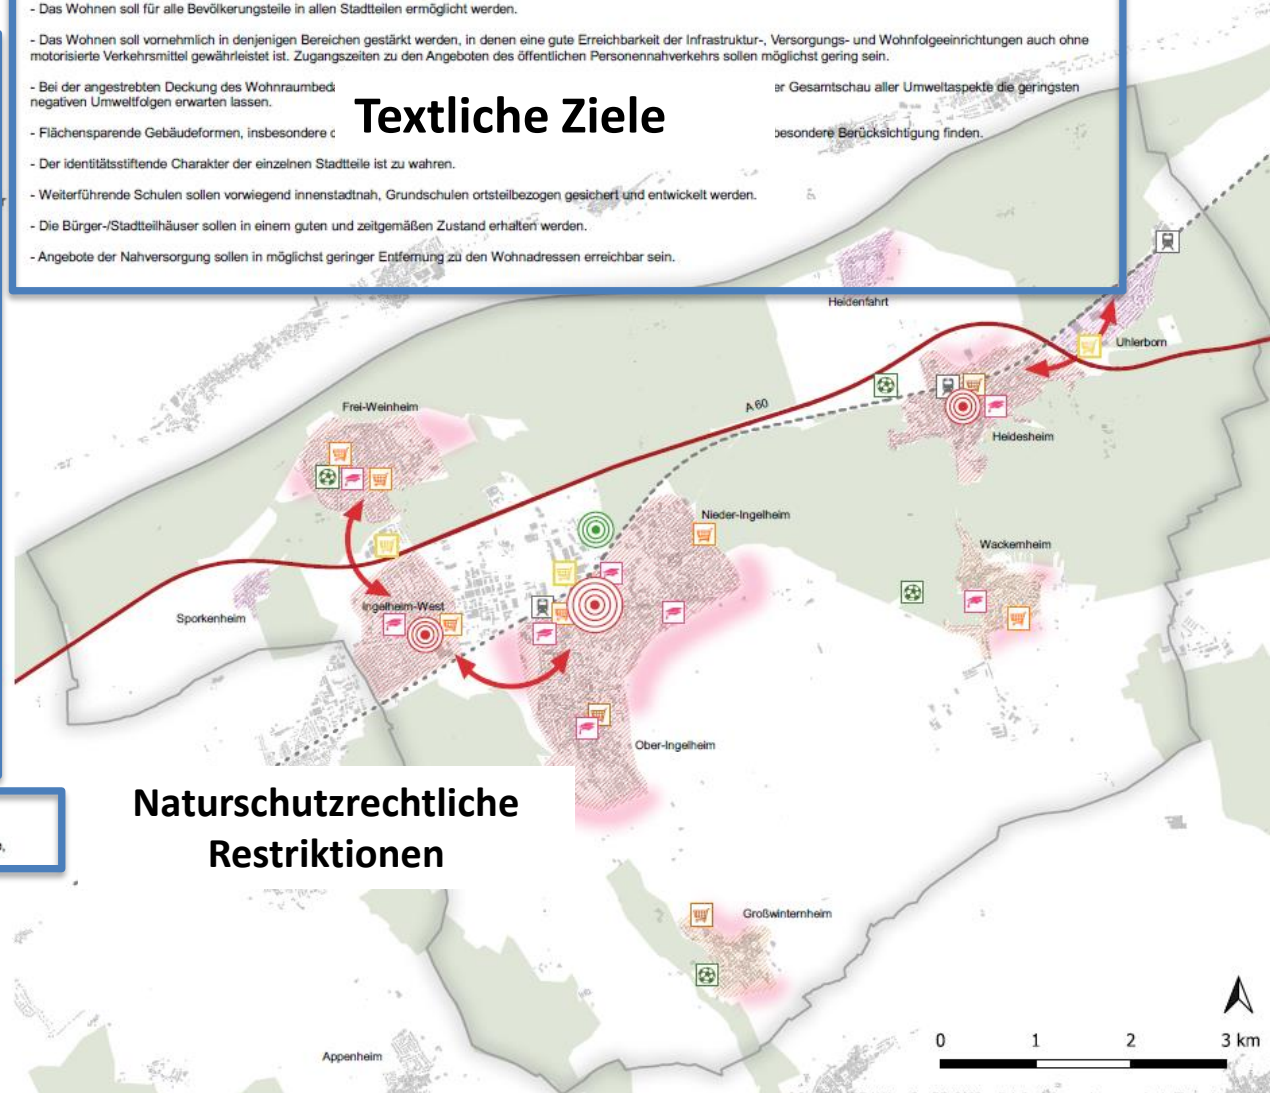 - Das Wohnen soll für alle Bevölkerungsteile in allen Stadtteilen ermöglicht werden.
- Das Wohnen soll vornehmlich in denjenigen Bereichen gestärkt werden, in denen eine gute Erreichbarkeit der Infrastruktur-, Versorgungs- und Wohnfolgeeinrichtungen auch ohne
motorisierte Verkehrsmittel gewährleistet ist. Zugangszeiten zu den Angeboten des öffentlichen Personennahverkehrs sollen möglichst gering sein.
- Bei der angestrebten Deckung des Wohnraumbeda er Gesamtschau aller Umweltaspekte die geringsten
negativen Umweltfolgen erwarten lassen.
Textliche Ziele
- Flächensparende Gebäudeformen, insbesondere besondere Berücksichtigung finden.
- Der identitätsstiftende Charakter der einzelnen Stadtteile ist zu wahren.
- Weiterführende Schulen sollen vorwiegend innenstadtnah, Grundschulen ortsteilbezogen gesichert und entwickelt werden.
- Die Bürger-/Stadtteilhäuser sollen in einem guten und zeitgemäßen Zustand erhalten werden.
- Angebote der Nahversorgung sollen in möglichst geringer Entfernung zu den Wohnadressen erreichbar sein.
Heidenfahrt
Uhlerborn
A 60
Frei-Weinheim
Heidesheim
Nieder-Ingelheim
Wackernheim
Ingelheim-West
Sporkenheim
Ober-Ingelheim
Naturschutzrechtliche
Restriktionen
Großwinternheim
Appenheim
0 1 2 3 km